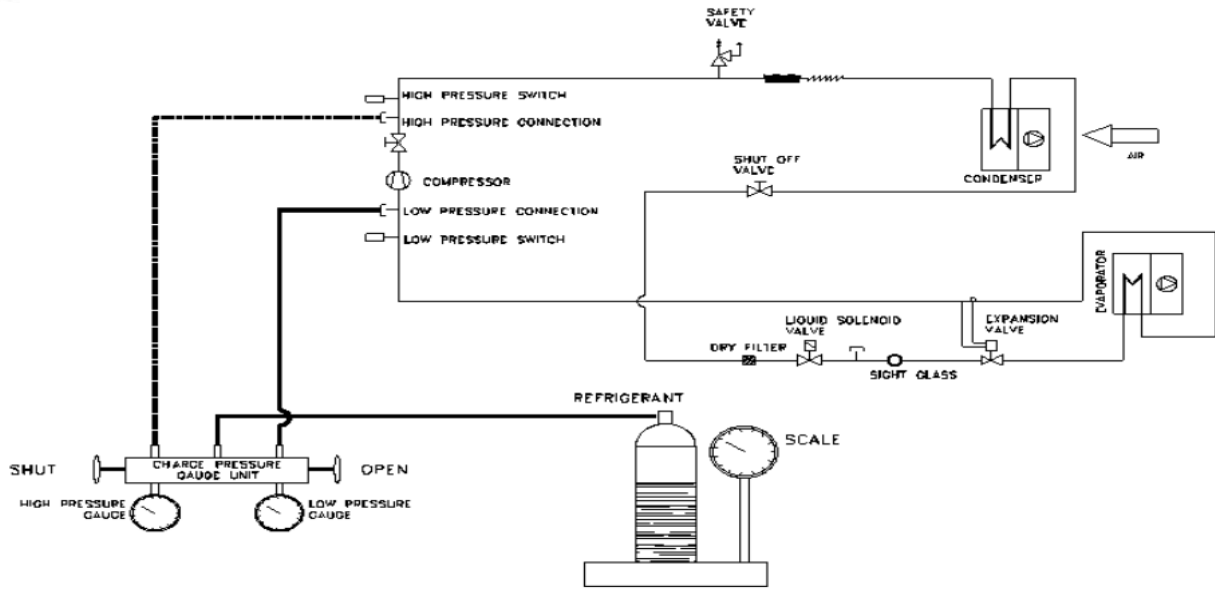 SAFETY
VALVE
HIGH PRESSURE SWITCH
HIGH PRESSURE CONNECTION
SHUT OFF
VALVE
CONDENSER
AIR
COMPRESSOR
LOW PRESSURE CONNECTION
LOW PRESSURE SWITCH
EVAPORATOR
LIQUID SOLENOID
VALVE
EXPANSION
VALVE
DRY FILTER
SIGHT GLASS
REFRIGERANT
SCALE
SHUT
CHARGE PRESSURE
GAUGE UNIT
OPEN
HIGH PRESSURE
GAUGE
LOW PRESSURE
GAUGE